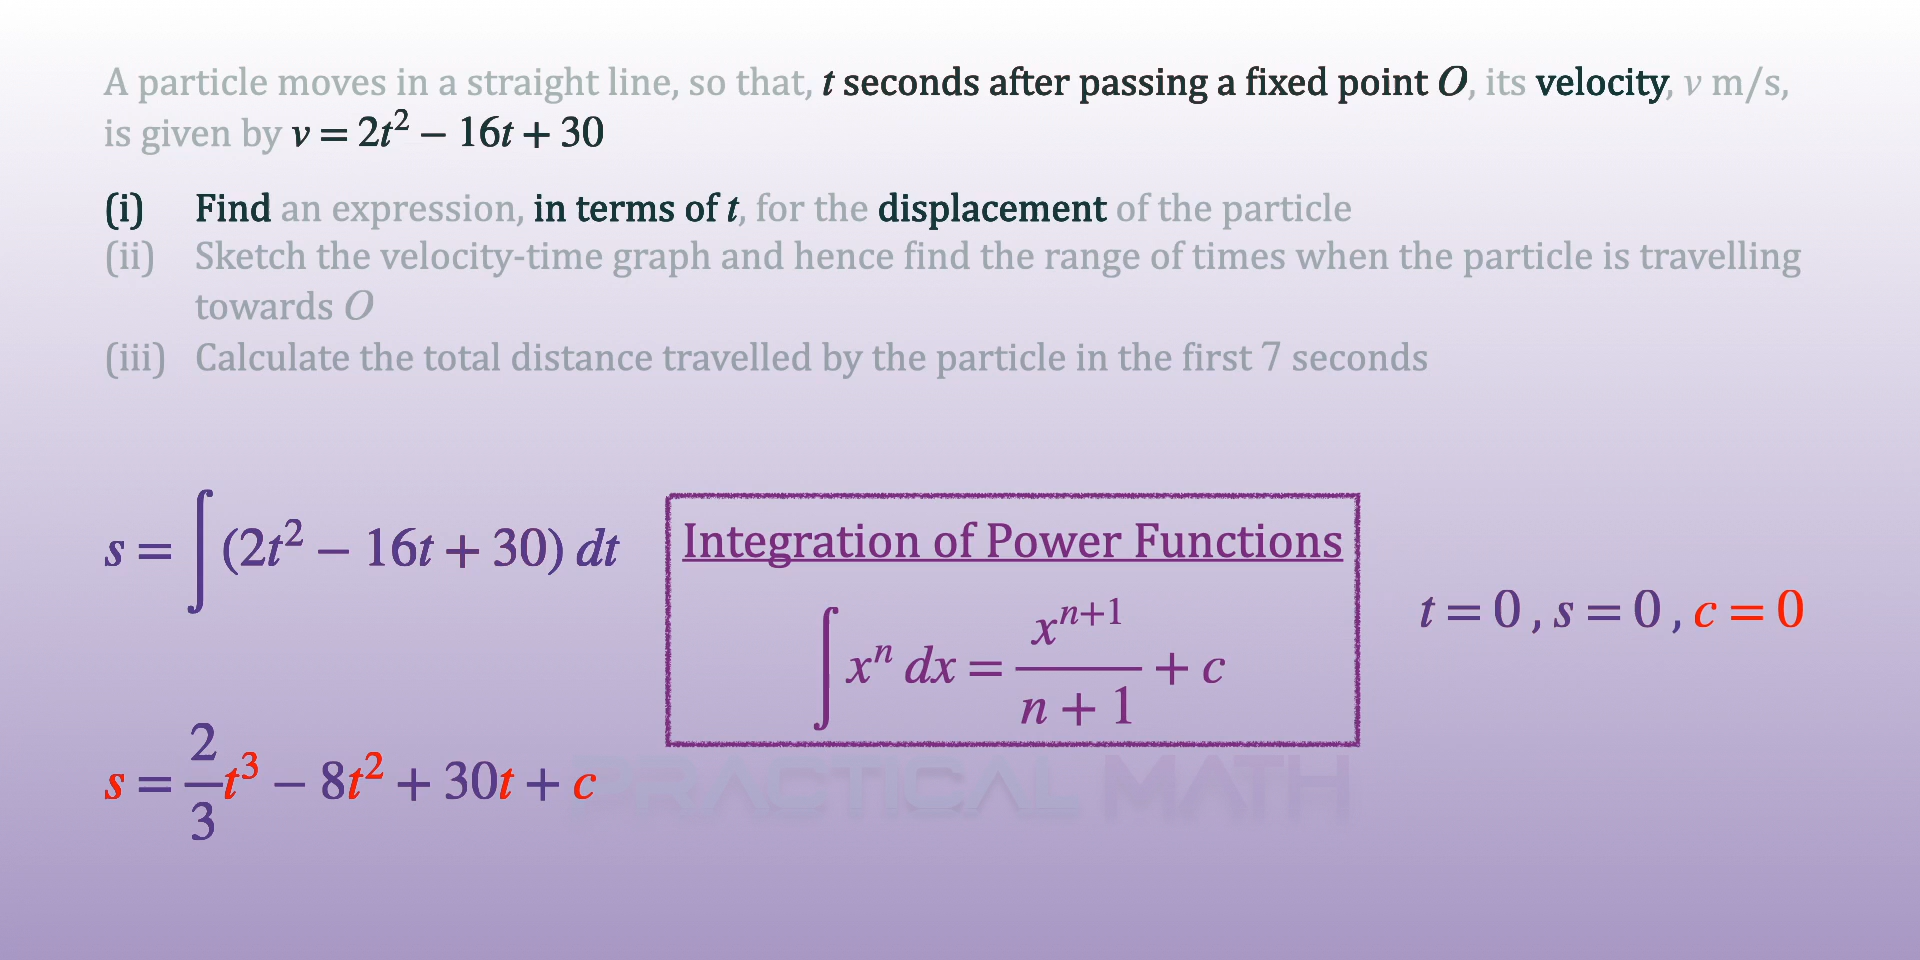 A particle moves in a straight line, so that, t seconds after passing a fixed point O, its velocity, v m/s,
is given by v = 2t² − 16t + 30
(i) Find an expression, in terms of t, for the displacement of the particle
(ii) Sketch the velocity-time graph and hence find the range of times when the particle is travelling
towards O
(iii) Calculate the total distance travelled by the particle in the first 7 seconds
s = ∫ (2t² − 16t + 30) dt
Integration of Power Functions
∫ xⁿ dx = xⁿ⁺¹/(n + 1) + c
t = 0 , s = 0 , c = 0
s = 2/3 t³ − 8t² + 30t + c
PRACTICAL MATH